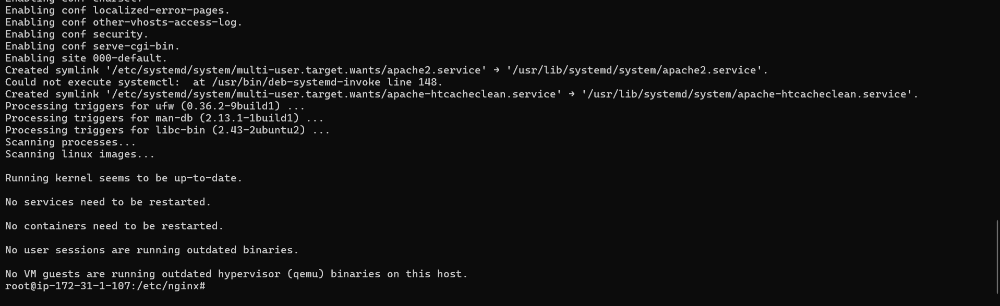 Enabling conf charset.
Enabling conf localized-error-pages.
Enabling conf other-vhosts-access-log.
Enabling conf security.
Enabling conf serve-cgi-bin.
Enabling site 000-default.
Created symlink '/etc/systemd/system/multi-user.target.wants/apache2.service' → '/usr/lib/systemd/system/apache2.service'.
Could not execute systemctl:  at /usr/bin/deb-systemd-invoke line 148.
Created symlink '/etc/systemd/system/multi-user.target.wants/apache-htcacheclean.service' → '/usr/lib/systemd/system/apache-htcacheclean.service'.
Processing triggers for ufw (0.36.2-9build1) ...
Processing triggers for man-db (2.13.1-1build1) ...
Processing triggers for libc-bin (2.43-2ubuntu2) ...
Scanning processes...
Scanning linux images...
Running kernel seems to be up-to-date.
No services need to be restarted.
No containers need to be restarted.
No user sessions are running outdated binaries.
No VM guests are running outdated hypervisor (qemu) binaries on this host.
root@ip-172-31-1-107:/etc/nginx#